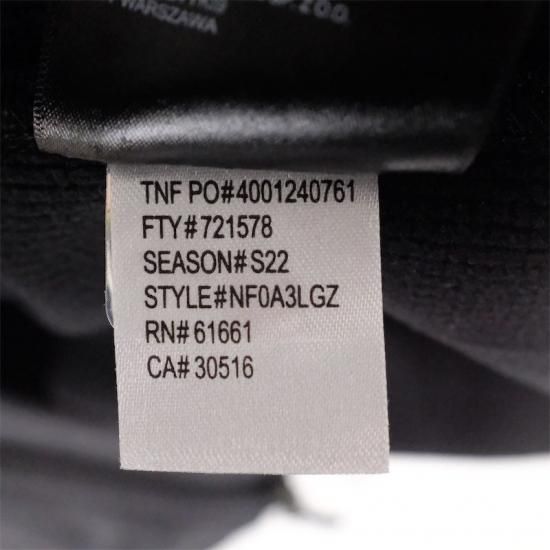 WARSZAWA
TNF PO#4001240761
FTY#721578
SEASON#S22
STYLE#NF0A3LGZ
RN#61661
CA#30516